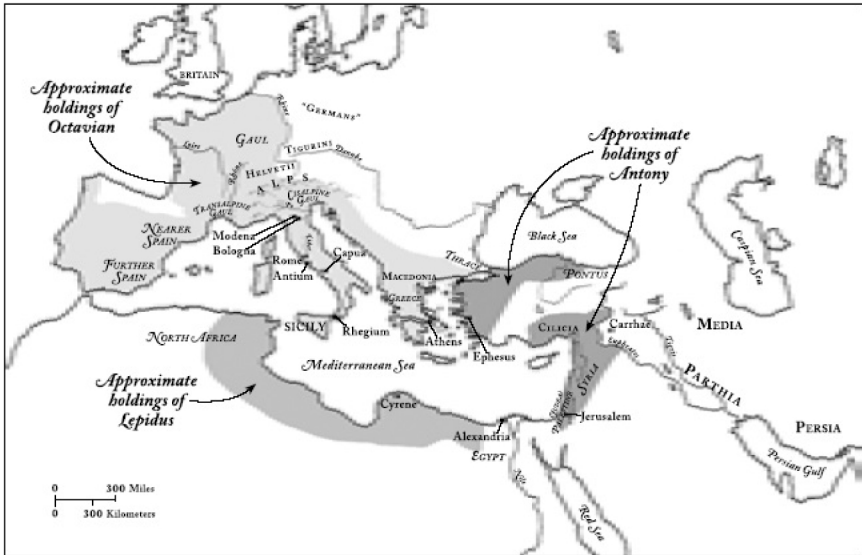 BRITAIN
Approximate
holdings of
Octavian
Rhine
"GERMANS"
GAUL
Loire
TIGURINI
Danube
HELVETII
Rhône
ALPS
CISALPINE
GAUL
Po
TRANSALPINE
GAUL
NEARER
SPAIN
FURTHER
SPAIN
Modena
Bologna
Rome
Antium
Capua
Approximate
holdings of
Antony
Black Sea
Caspian Sea
THRACE
PONTUS
MACEDONIA
GREECE
CILICIA
Carrhae
MEDIA
NORTH AFRICA
SICILY
Rhegium
Athens
Ephesus
Euphrates
Tigris
SYRIA
PARTHIA
Mediterranean Sea
Approximate
holdings of
Lepidus
Cyrene
Jerusalem
PERSIA
Alexandria
EGYPT
Persian Gulf
Nile
Red Sea
0 300 Miles
0 300 Kilometers